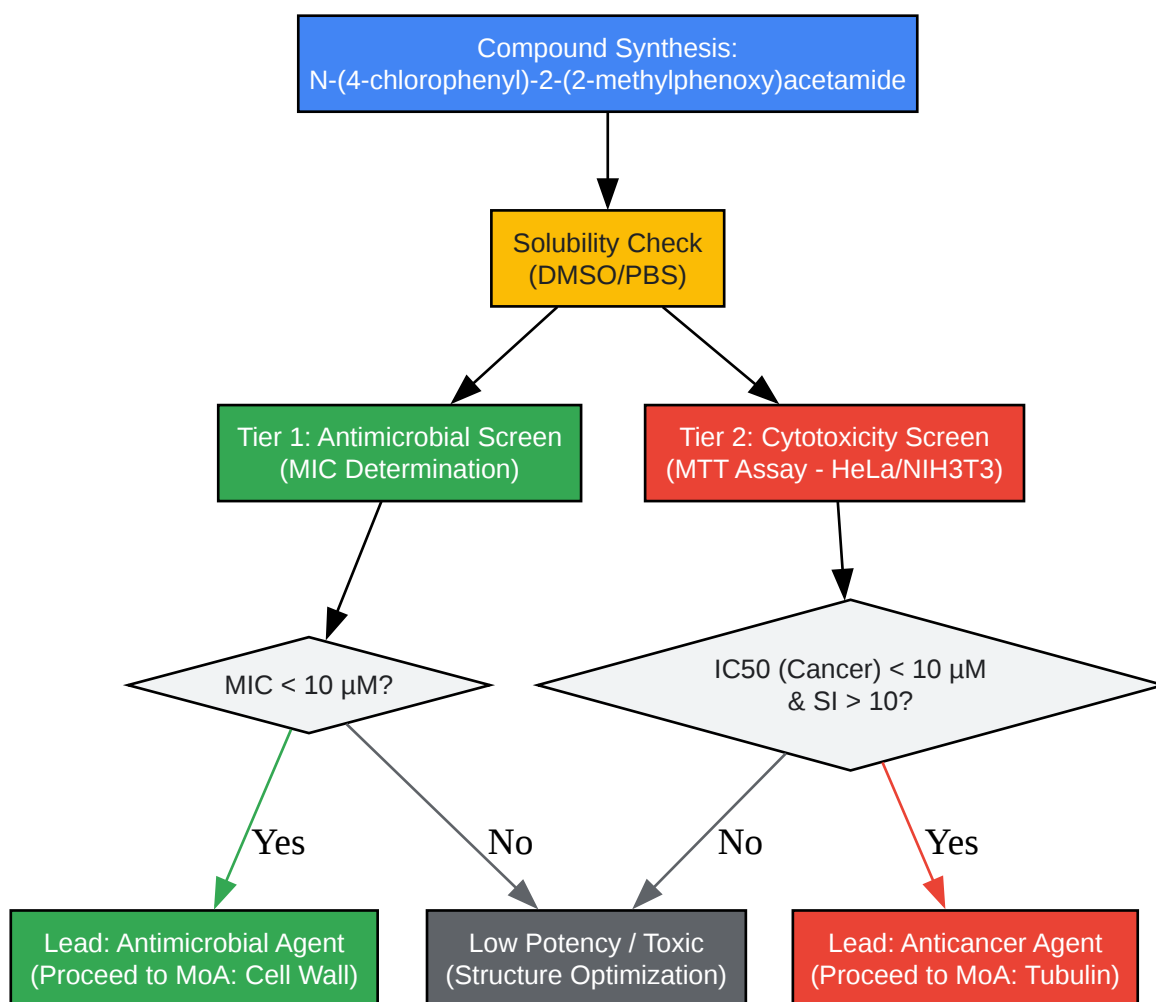 Compound Synthesis:
N-(4-chlorophenyl)-2-(2-methylphenoxy)acetamide
Solubility Check
(DMSO/PBS)
Tier 1: Antimicrobial Screen
(MIC Determination)
Tier 2: Cytotoxicity Screen
(MTT Assay - HeLa/NIH3T3)
MIC < 10 µM?
IC50 (Cancer) < 10 µM
& SI > 10?
Yes
No
No
Yes
Lead: Antimicrobial Agent
(Proceed to MoA: Cell Wall)
Low Potency / Toxic
(Structure Optimization)
Lead: Anticancer Agent
(Proceed to MoA: Tubulin)